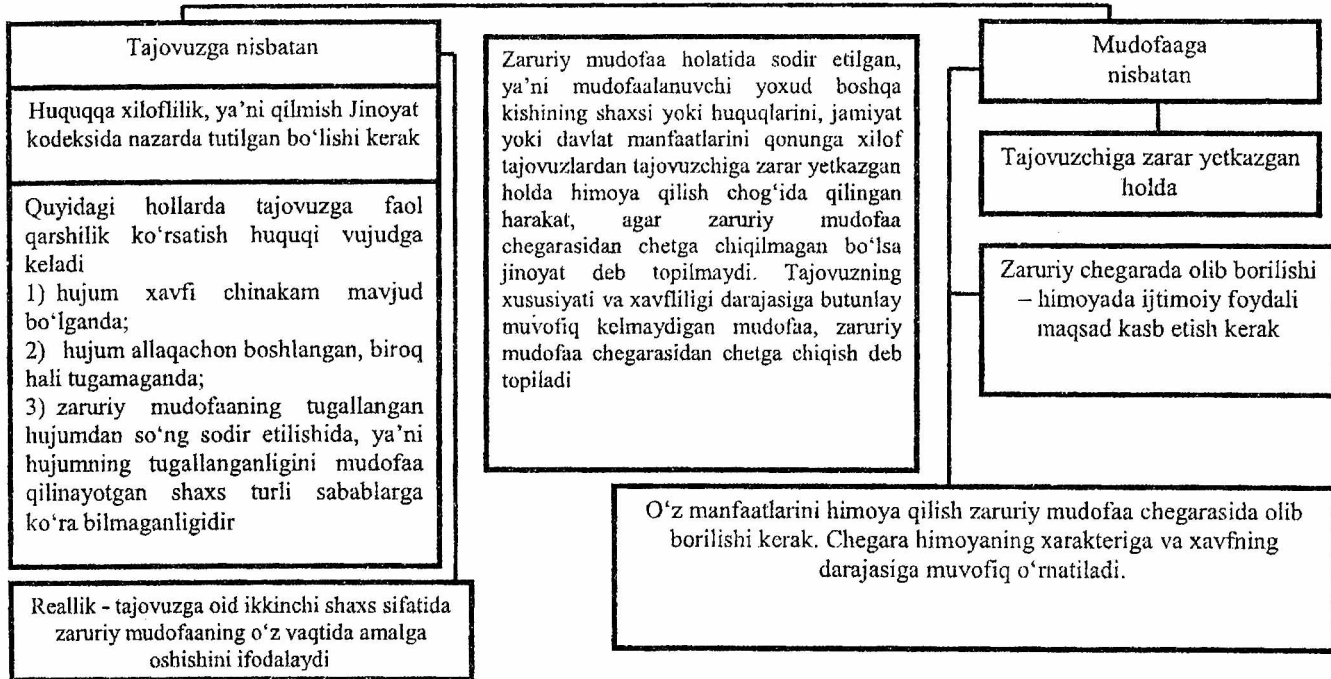 Tajovuzga nisbatan
Huquqqa xiloflilik, ya’ni qilmish Jinoyat
kodeksida nazarda tutilgan bo‘lishi kerak
Quyidagi hollarda tajovuzga faol
qarshilik ko‘rsatish huquqi vujudga
keladi
1) hujum xavfi chinakam mavjud
bo‘lganda;
2) hujum allaqachon boshlangan, biroq
hali tugamaganda;
3) zaruriy mudofaaning tugallangan
hujumdan so‘ng sodir etilishida, ya’ni
hujumning tugallanganligini mudofaa
qilinayotgan shaxs turli sabablarga
ko‘ra bilmaganligidir
Reallik - tajovuzga oid ikkinchi shaxs sifatida
zaruriy mudofaaning o‘z vaqtida amalga
oshishini ifodalaydi
Zaruriy mudofaa holatida sodir etilgan,
ya’ni mudofaalanuvchi yoxud boshqa
kishining shaxsi yoki huquqlarini, jamiyat
yoki davlat manfaatlarini qonunga xilof
tajovuzlardan tajovuzchiga zarar yetkazgan
holda himoya qilish chog‘ida qilingan
harakat, agar zaruriy mudofaa
chegarasidan chetga chiqilmagan bo‘lsa
jinoyat deb topilmaydi. Tajovuzning
xususiyati va xavfliligi darajasiga butunlay
muvofiq kelmaydigan mudofaa, zaruriy
mudofaa chegarasidan chetga chiqish deb
topiladi
Mudofaaga
nisbatan
Tajovuzchiga zarar yetkazgan
holda
Zaruriy chegarada olib borilishi
– himoyada ijtimoiy foydali
maqsad kasb etish kerak
O‘z manfaatlarini himoya qilish zaruriy mudofaa chegarasida olib
borilishi kerak. Chegara himoyaning xarakteriga va xavfning
darajasiga muvofiq o‘rnatiladi.